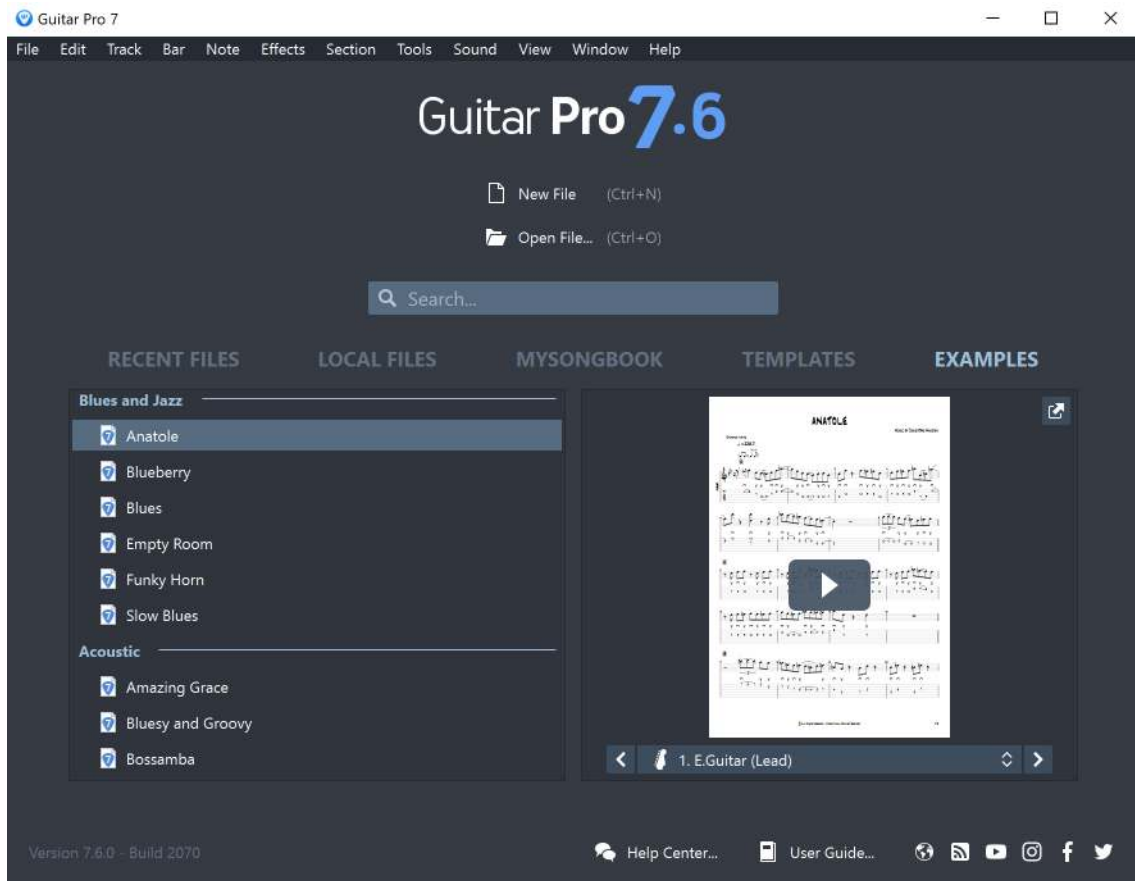 Guitar Pro 7
File Edit Track Bar Note Effects Section Tools Sound View Window Help
Guitar Pro 7.6
New File (Ctrl+N)
Open File... (Ctrl+O)
Search...
RECENT FILES LOCAL FILES MYSONGBOOK TEMPLATES EXAMPLES
Blues and Jazz
Anatole
Blueberry
Blues
Empty Room
Funky Horn
Slow Blues
Acoustic
Amazing Grace
Bluesy and Groovy
Bossamba
ANATOLE
1. E.Guitar (Lead)
Version 7.6.0 - Build 2070
Help Center... User Guide...